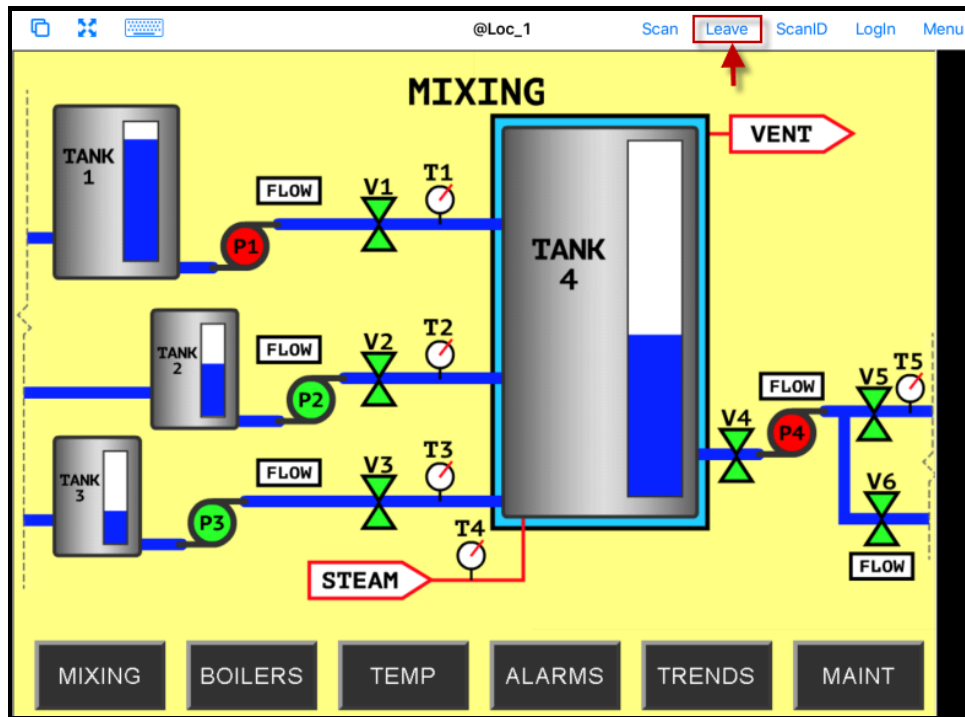 @Loc_1 Scan Leave ScanID LogIn Menu
MIXING
VENT
TANK
1
FLOW
V1
T1
P1
TANK
4
TANK
2
FLOW
V2
T2
P2
TANK
3
FLOW
V3
T3
P3
T4
STEAM
V4
FLOW
P4
V5
T5
V6
FLOW
MIXING BOILERS TEMP ALARMS TRENDS MAINT